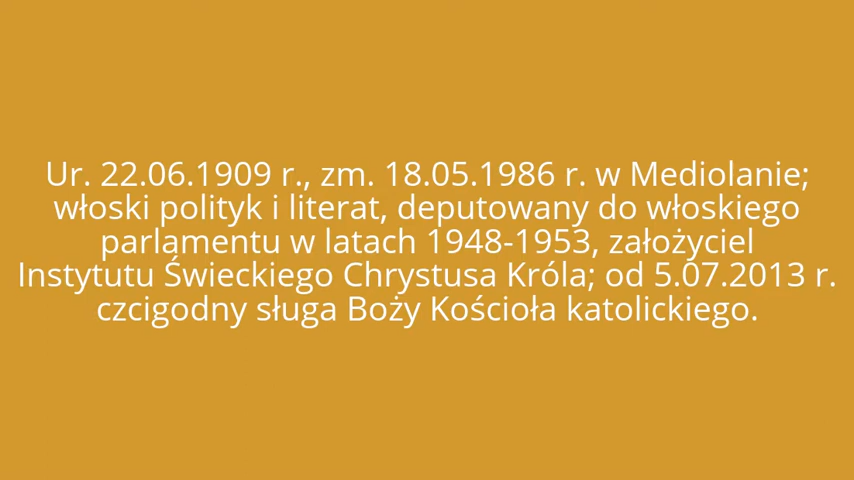 Ur. 22.06.1909 r., zm. 18.05.1986 r. w Mediolanie;
włoski polityk i literat, deputowany do włoskiego
parlamentu w latach 1948-1953, założyciel
Instytutu Świeckiego Chrystusa Króla; od 5.07.2013 r.
czcigodny sługa Boży Kościoła katolickiego.